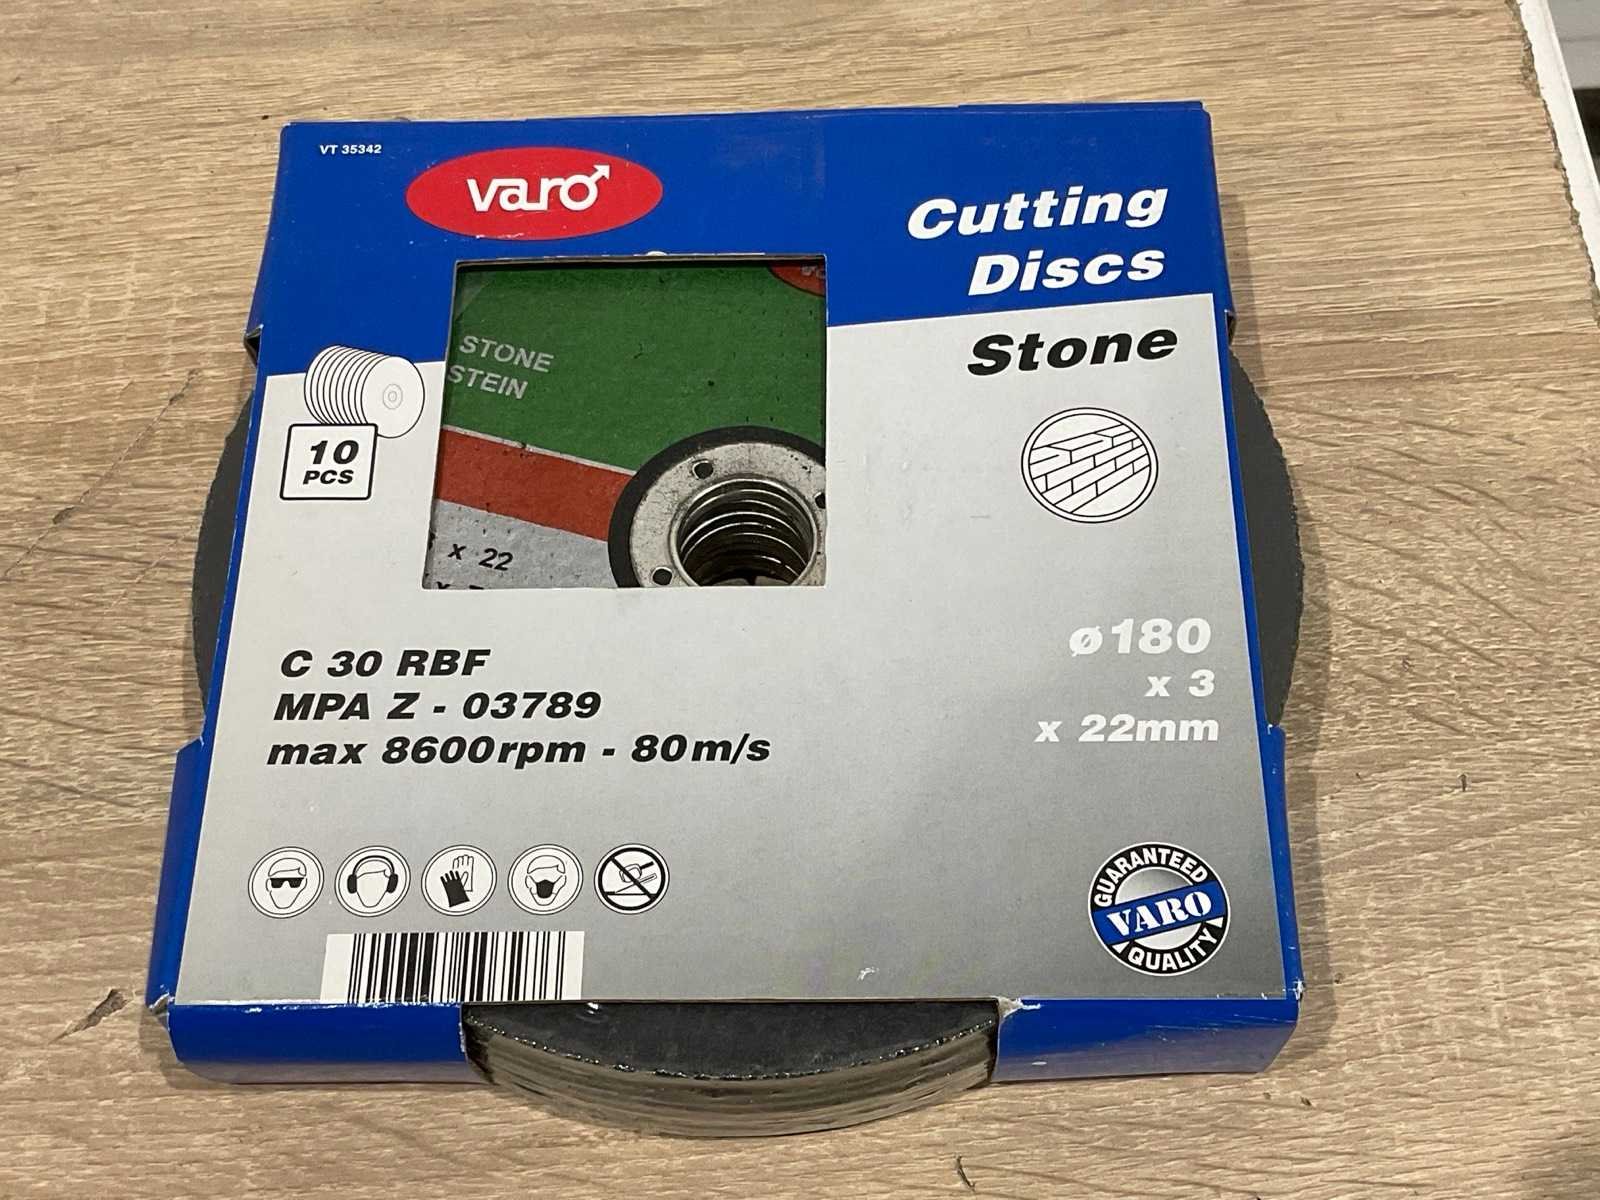 VT 35342
varo
Cutting
Discs
Stone
STONE
STEIN
10
PCS
x 22
C 30 RBF
MPA Z - 03789
max 8600rpm - 80m/s
ø180
x 3
x 22mm
GUARANTEED
VARO
QUALITY